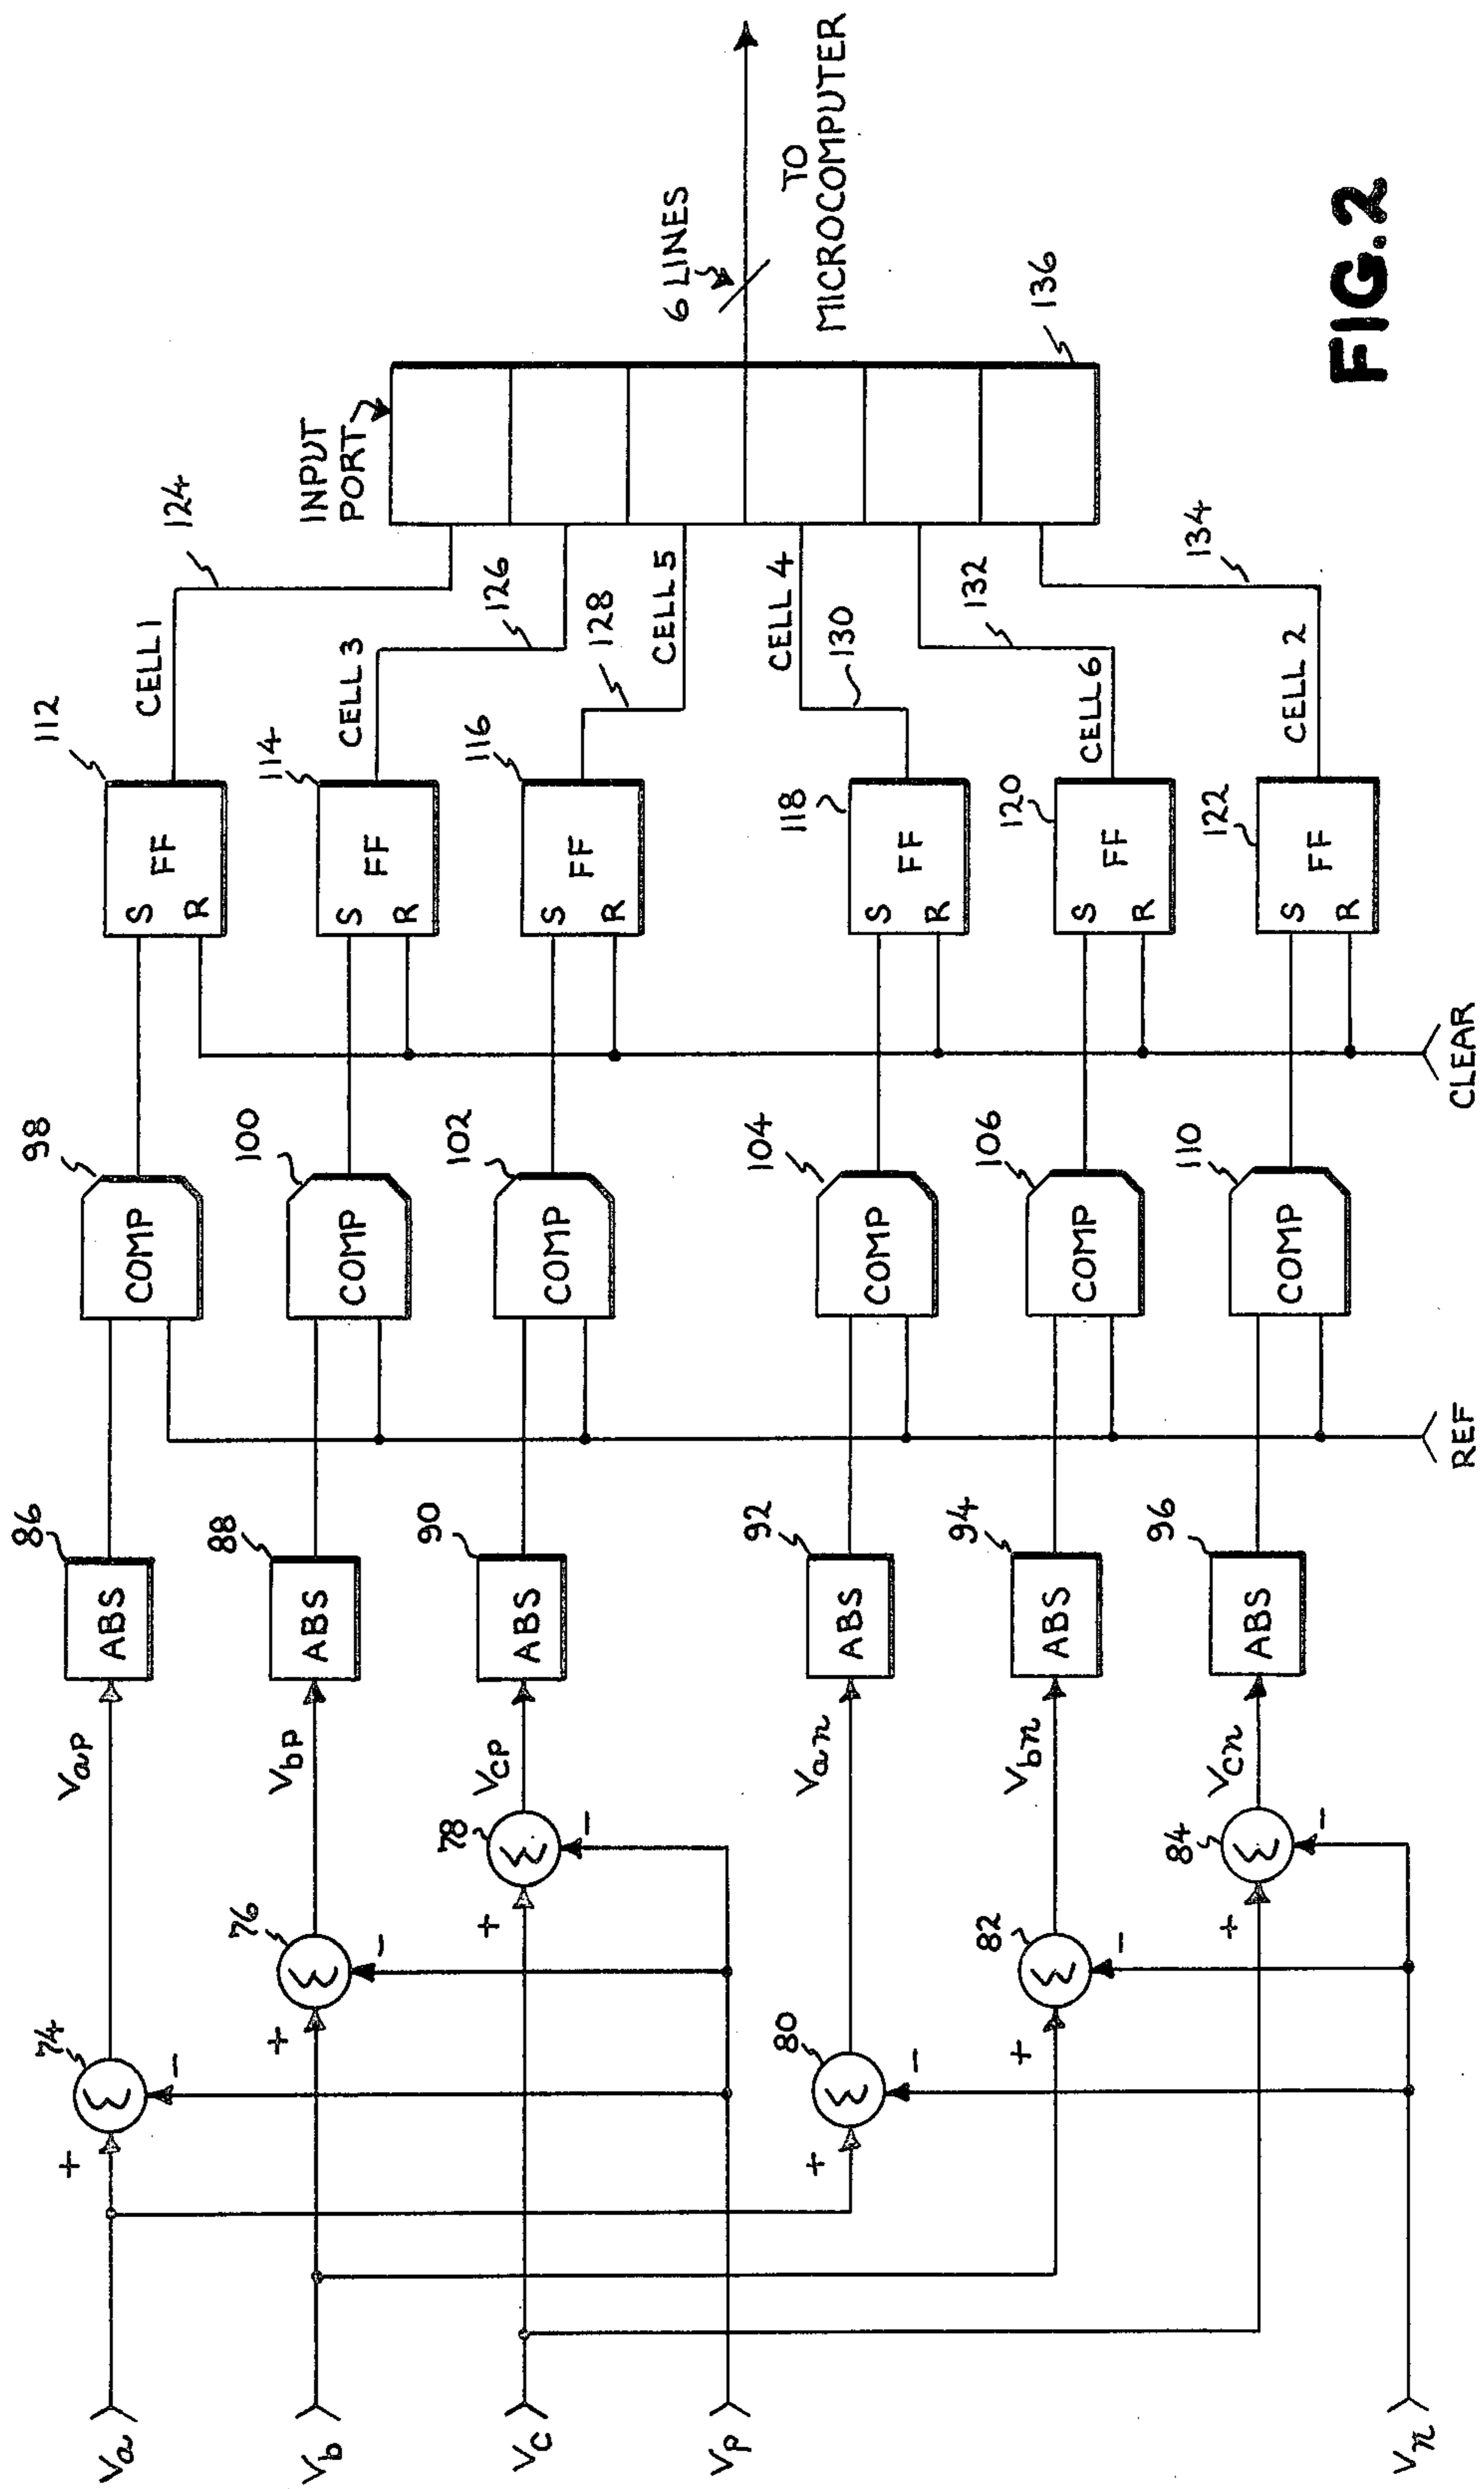 Va
Vb
Vc
Vp
Vn
+
−
Σ
74
+
−
Σ
76
+
−
Σ
78
+
−
Σ
80
+
−
Σ
82
+
−
Σ
84
Vap
Vbp
Vcp
Van
Vbn
Vcn
ABS
86
ABS
88
ABS
90
ABS
92
ABS
94
ABS
96
REF
COMP
98
COMP
100
COMP
102
COMP
104
COMP
106
COMP
110
CLEAR
S
R
FF
112
S
R
FF
114
S
R
FF
116
S
R
FF
118
S
R
FF
120
S
R
FF
122
CELL 1
124
CELL 3
126
CELL 5
128
CELL 4
130
CELL 6
132
CELL 2
134
INPUT
PORT
136
6 LINES
TO
MICROCOMPUTER
FIG.2